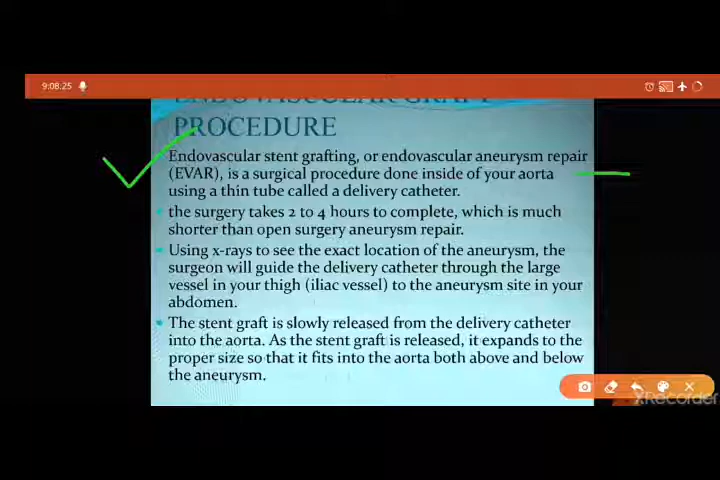 9:08:25
ENDOVASCULAR GRAFT
PROCEDURE
Endovascular stent grafting, or endovascular aneurysm repair
(EVAR), is a surgical procedure done inside of your aorta
using a thin tube called a delivery catheter.
the surgery takes 2 to 4 hours to complete, which is much
shorter than open surgery aneurysm repair.
Using x-rays to see the exact location of the aneurysm, the
surgeon will guide the delivery catheter through the large
vessel in your thigh (iliac vessel) to the aneurysm site in your
abdomen.
The stent graft is slowly released from the delivery catheter
into the aorta. As the stent graft is released, it expands to the
proper size so that it fits into the aorta both above and below
the aneurysm.
XRecorder